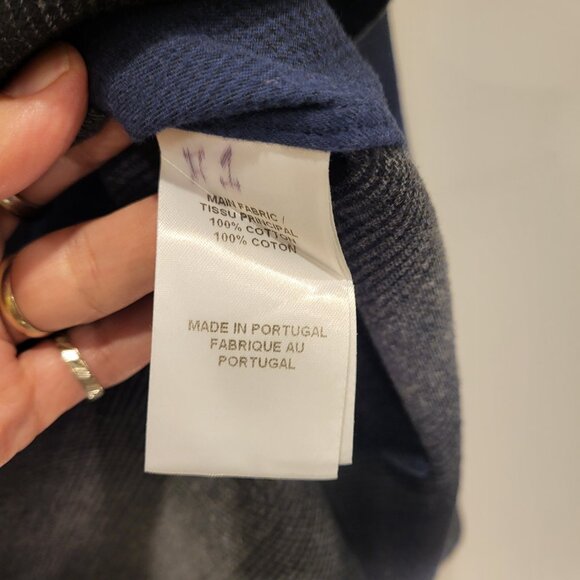 MAIN FABRIC /
TISSU PRINCIPAL
100% COTTON
100% COTON
MADE IN PORTUGAL
FABRIQUE AU
PORTUGAL